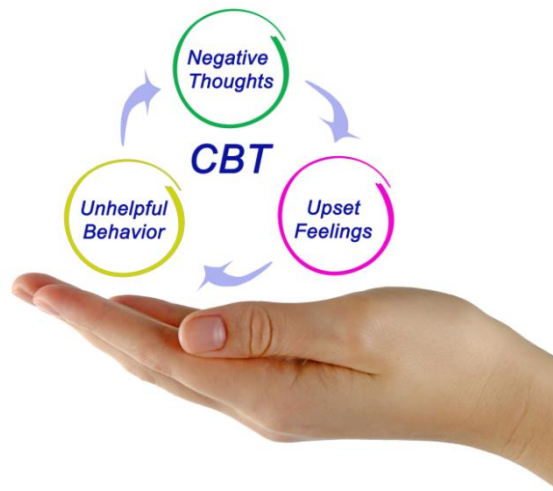 Negative
Thoughts
CBT
Unhelpful
Behavior
Upset
Feelings